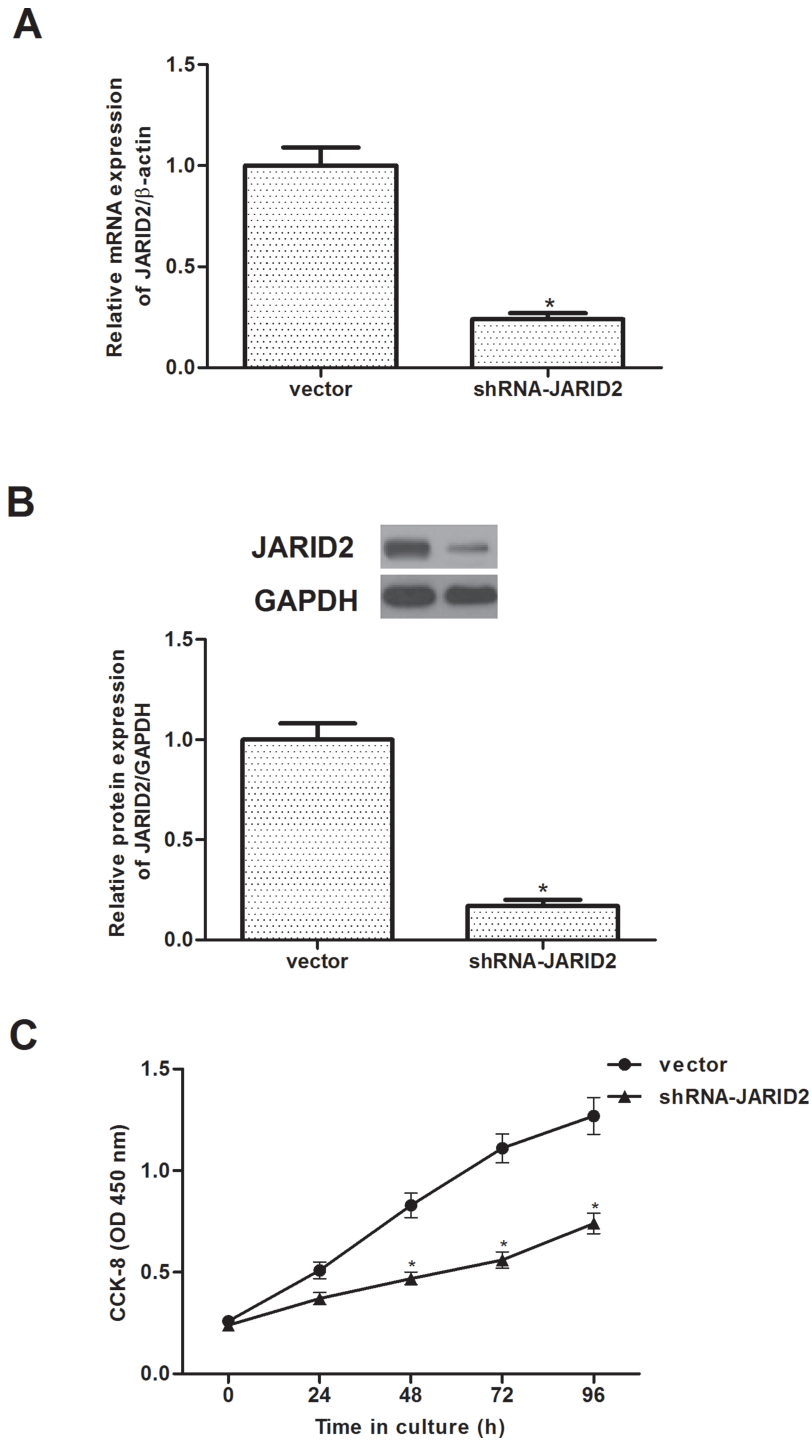 A
1.5
1.0
0.5
0.0
Relative mRNA expression
of JARID2/β-actin
*
vector
shRNA-JARID2
B
JARID2
GAPDH
1.5
1.0
0.5
0.0
Relative protein expression
of JARID2/GAPDH
*
vector
shRNA-JARID2
C
vector
shRNA-JARID2
1.5
1.0
0.5
0.0
CCK-8 (OD 450 nm)
* * *
0 24 48 72 96
Time in culture (h)